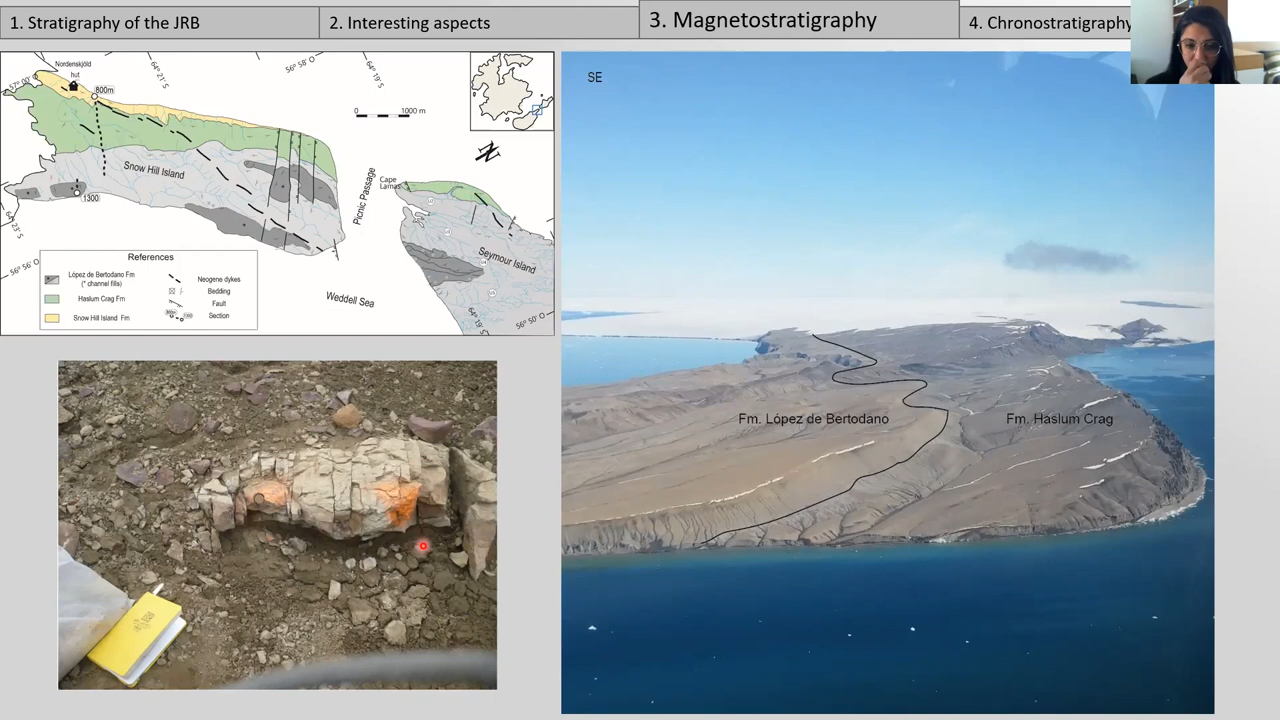 1. Stratigraphy of the JRB
2. Interesting aspects
3. Magnetostratigraphy
4. Chronostratigraphy
Nordenskjöld
hut
800m
64° 21' S
56° 58' O
64° 19' S
0
1000 m
N
Snow Hill Island
1300
64° 23' S
56° 56'
Picnic Passage
Cape
Lamas
Seymour Island
Weddell Sea
64° 19' S
56° 50' O
References
López de Bertodano Fm
(* channel fills)
Haslum Crag Fm
Snow Hill Island Fm
Neogene dykes
Bedding
Fault
Section
SE
Fm. López de Bertodano
Fm. Haslum Crag